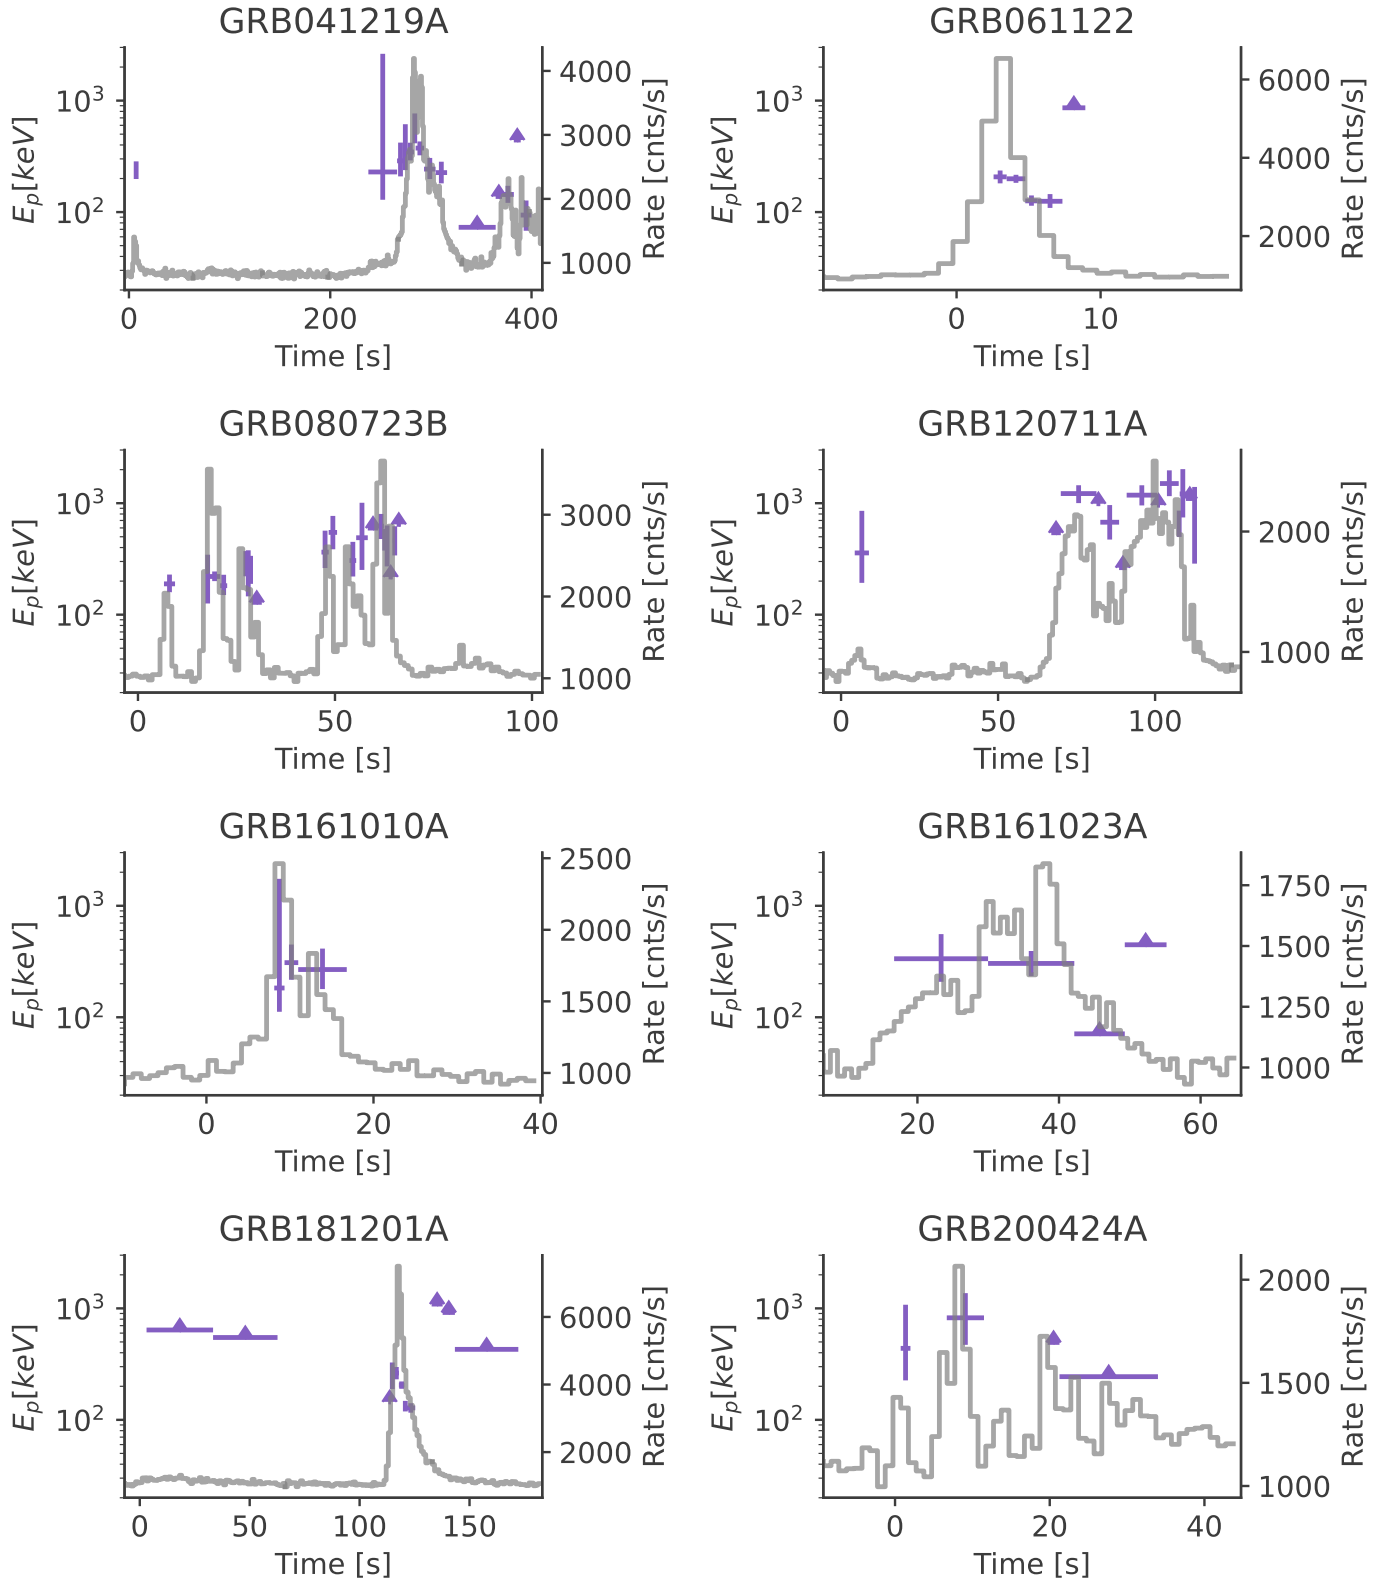 GRB041219A
GRB061122
10³
10²
E_p[keV]
4000
3000
2000
1000
Rate [cnts/s]
0
200
400
Time [s]
10³
10²
E_p[keV]
6000
4000
2000
Rate [cnts/s]
0
10
Time [s]
GRB080723B
GRB120711A
10³
10²
E_p[keV]
3000
2000
1000
Rate [cnts/s]
0
50
100
Time [s]
10³
10²
E_p[keV]
2000
1000
Rate [cnts/s]
0
50
100
Time [s]
GRB161010A
GRB161023A
10³
10²
E_p[keV]
2500
2000
1500
1000
Rate [cnts/s]
0
20
40
Time [s]
10³
10²
E_p[keV]
1750
1500
1250
1000
Rate [cnts/s]
20
40
60
Time [s]
GRB181201A
GRB200424A
10³
10²
E_p[keV]
6000
4000
2000
Rate [cnts/s]
0
50
100
150
Time [s]
10³
10²
E_p[keV]
2000
1500
1000
Rate [cnts/s]
0
20
40
Time [s]